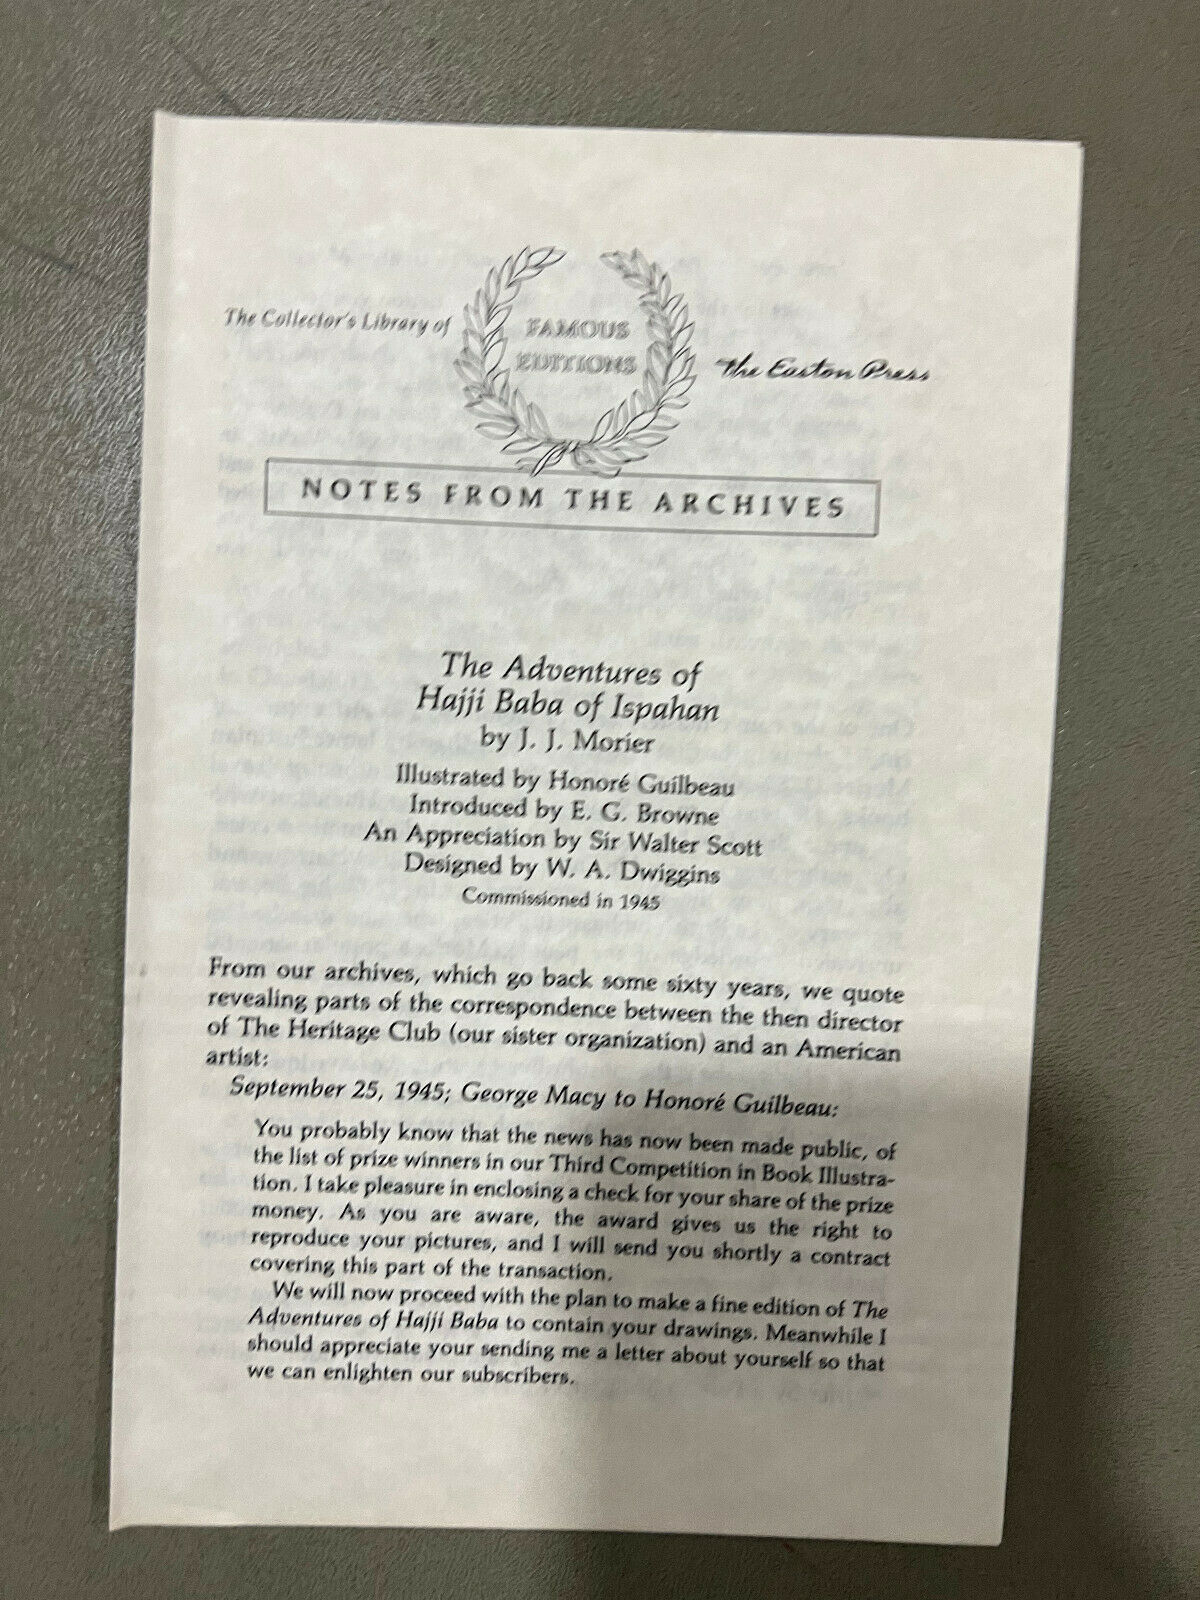 The Collector's Library of
FAMOUS
EDITIONS
the Easton Press
NOTES FROM THE ARCHIVES
The Adventures of
Hajji Baba of Ispahan
by J. J. Morier
Illustrated by Honoré Guilbeau
Introduced by E. G. Browne
An Appreciation by Sir Walter Scott
Designed by W. A. Dwiggins
Commissioned in 1945
From our archives, which go back some sixty years, we quote
revealing parts of the correspondence between the then director
of The Heritage Club (our sister organization) and an American
artist:
September 25, 1945; George Macy to Honoré Guilbeau:
You probably know that the news has now been made public, of
the list of prize winners in our Third Competition in Book Illustra-
tion. I take pleasure in enclosing a check for your share of the prize
money. As you are aware, the award gives us the right to
reproduce your pictures, and I will send you shortly a contract
covering this part of the transaction.
We will now proceed with the plan to make a fine edition of The
Adventures of Hajji Baba to contain your drawings. Meanwhile I
should appreciate your sending me a letter about yourself so that
we can enlighten our subscribers.